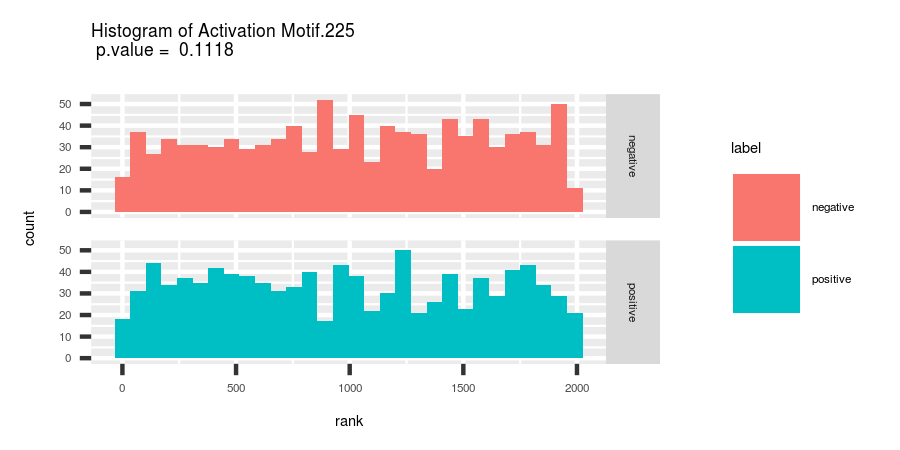 Histogram of Activation Motif.225
p.value = 0.1118
count
50
40
30
20
10
0
negative
50
40
30
20
10
0
positive
0 500 1000 1500 2000
rank
label
negative
positive